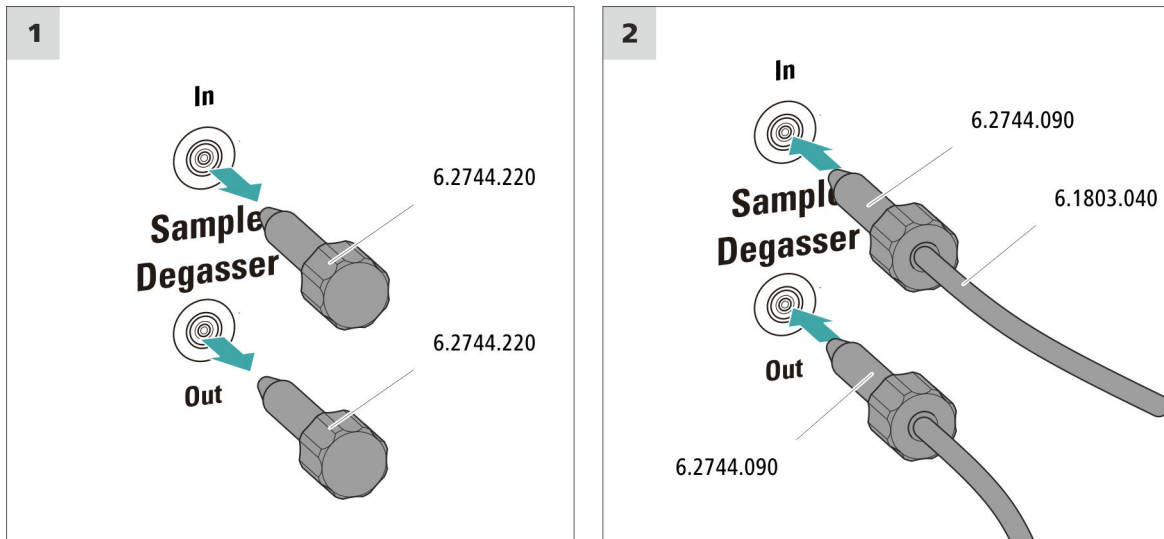 1
In
6.2744.220
Sample
Degasser
6.2744.220
Out
2
In
6.2744.090
6.1803.040
Sample
Degasser
Out
6.2744.090